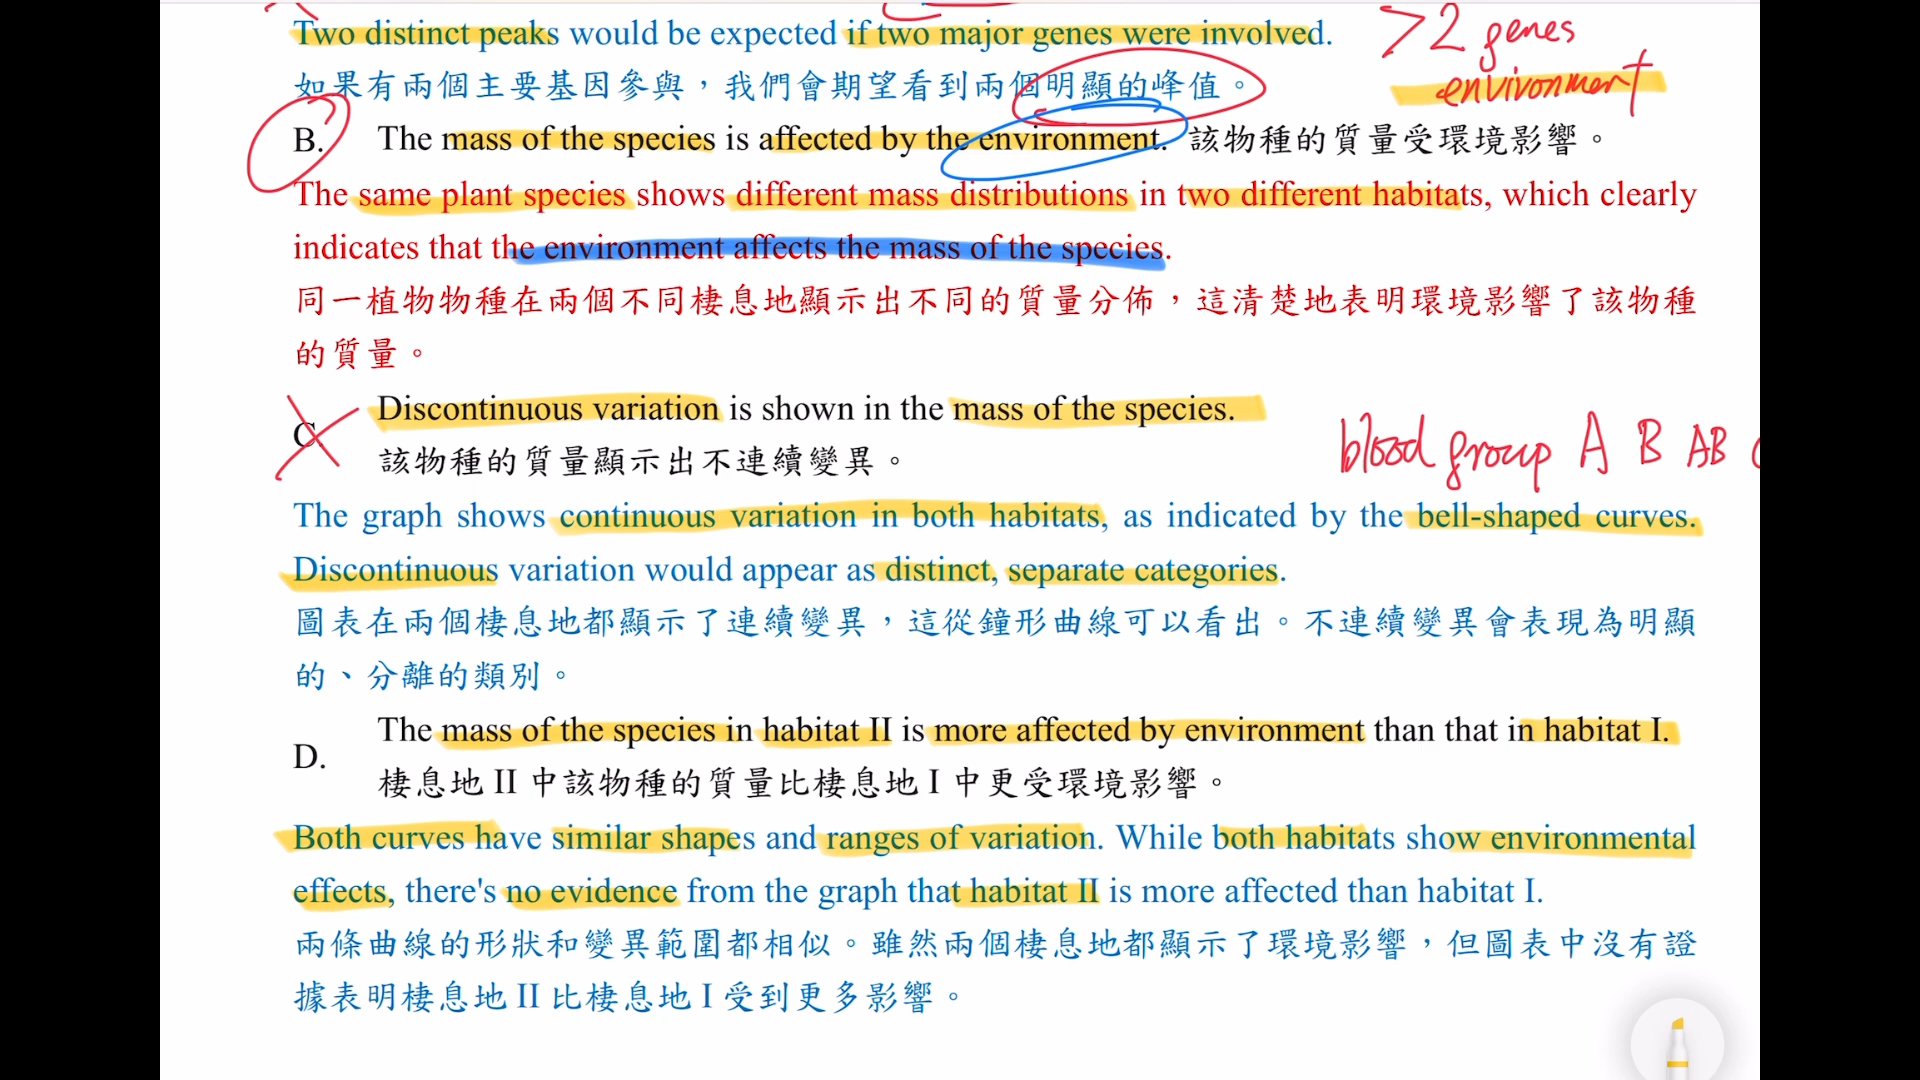 Two distinct peaks would be expected if two major genes were involved.
>2 genes
如果有兩個主要基因參與，我們會期望看到兩個明顯的峰值。
environment
B. The mass of the species is affected by the environment. 該物種的質量受環境影響。
The same plant species shows different mass distributions in two different habitats, which clearly
indicates that the environment affects the mass of the species.
同一植物物種在兩個不同棲息地顯示出不同的質量分佈，這清楚地表明環境影響了該物種
的質量。
C. Discontinuous variation is shown in the mass of the species.
該物種的質量顯示出不連續變異。
blood group A B AB
The graph shows continuous variation in both habitats, as indicated by the bell-shaped curves.
Discontinuous variation would appear as distinct, separate categories.
圖表在兩個棲息地都顯示了連續變異，這從鐘形曲線可以看出。不連續變異會表現為明顯
的、分離的類別。
D. The mass of the species in habitat II is more affected by environment than that in habitat I.
棲息地 II 中該物種的質量比棲息地 I 中更受環境影響。
Both curves have similar shapes and ranges of variation. While both habitats show environmental
effects, there's no evidence from the graph that habitat II is more affected than habitat I.
兩條曲線的形狀和變異範圍都相似。雖然兩個棲息地都顯示了環境影響，但圖表中沒有證
據表明棲息地 II 比棲息地 I 受到更多影響。